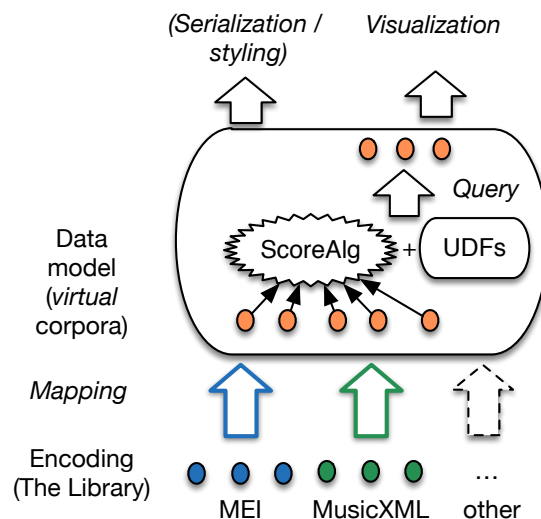 (Serialization /
styling)
Visualization
Query
ScoreAlg
+
UDFs
Data
model
(virtual
corpora)
Mapping
Encoding
(The Library)
...
MEI
MusicXML
other